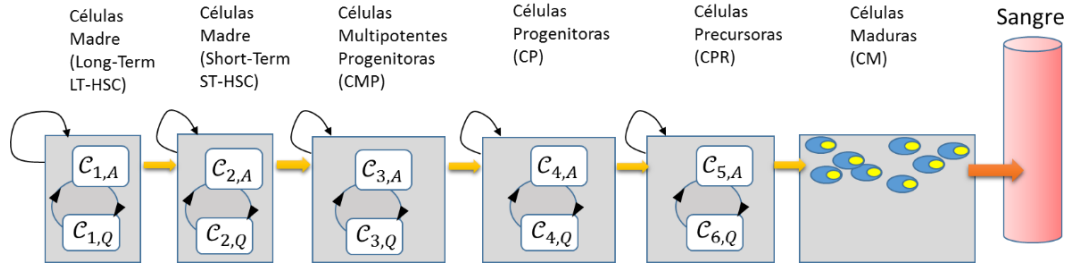 Células
Madre
(Long-Term
LT-HSC)
Células
Madre
(Short-Term
ST-HSC)
Células
Multipotentes
Progenitoras
(CMP)
Células
Progenitoras
(CP)
Células
Precursoras
(CPR)
Células
Maduras
(CM)
Sangre
C1,A
C2,A
C3,A
C4,A
C5,A
C1,Q
C2,Q
C3,Q
C4,Q
C6,Q